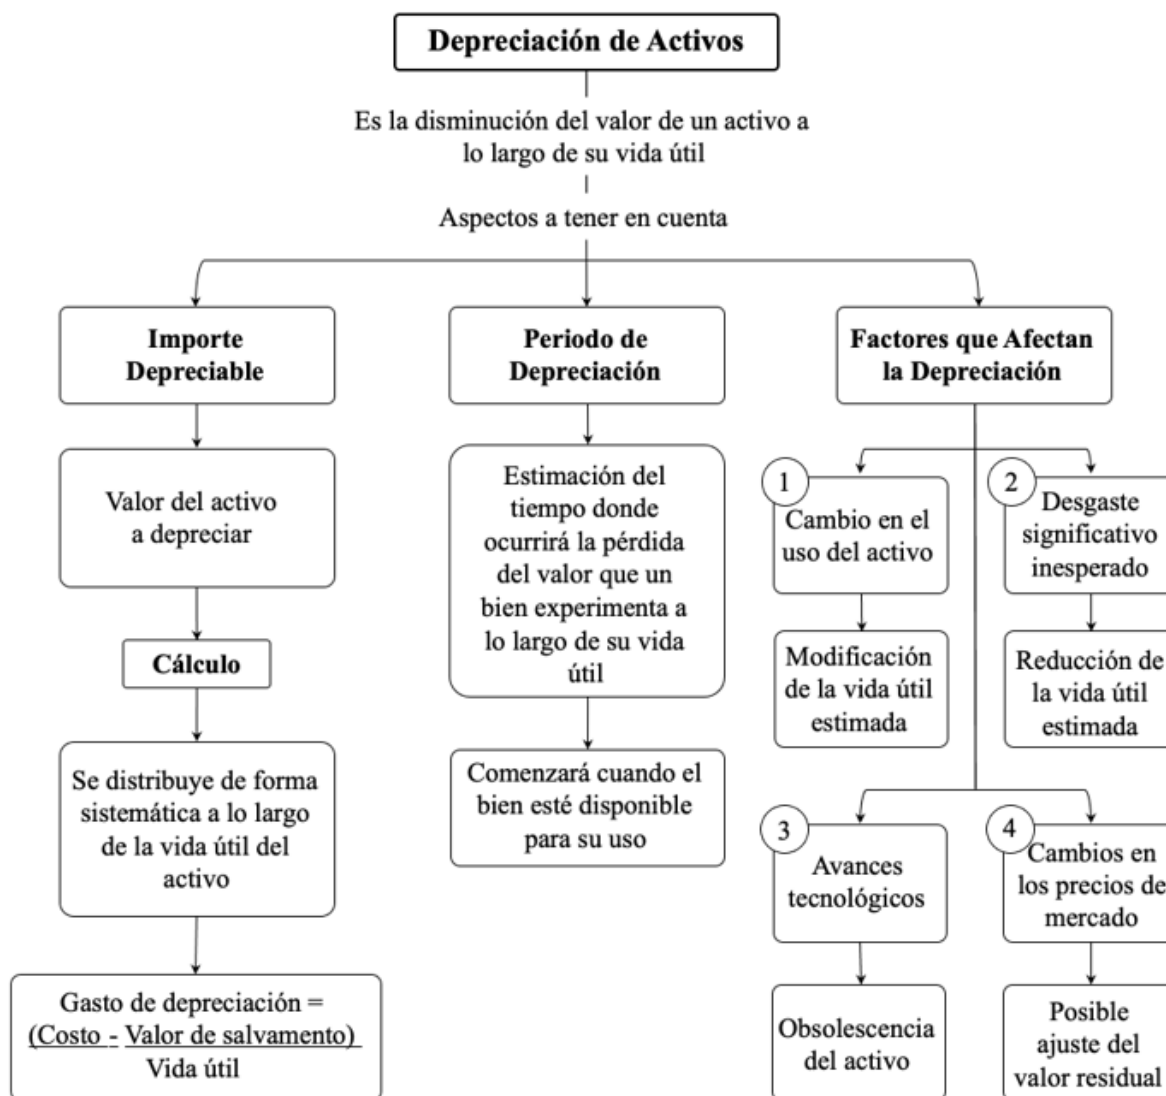 Depreciación de Activos
Es la disminución del valor de un activo a
lo largo de su vida útil
Aspectos a tener en cuenta
Importe
Depreciable
Valor del activo
a depreciar
Cálculo
Se distribuye de forma
sistemática a lo largo
de la vida útil del
activo
Gasto de depreciación =
(Costo - Valor de salvamento)
Vida útil
Periodo de
Depreciación
Estimación del
tiempo donde
ocurrirá la pérdida
del valor que un
bien experimenta a
lo largo de su vida
útil
Comenzará cuando el
bien esté disponible
para su uso
Factores que Afectan
la Depreciación
1
Cambio en el
uso del activo
Modificación
de la vida útil
estimada
2
Desgaste
significativo
inesperado
Reducción de
la vida útil
estimada
3
Avances
tecnológicos
Obsolescencia
del activo
4
Cambios en
los precios de
mercado
Posible
ajuste del
valor residual